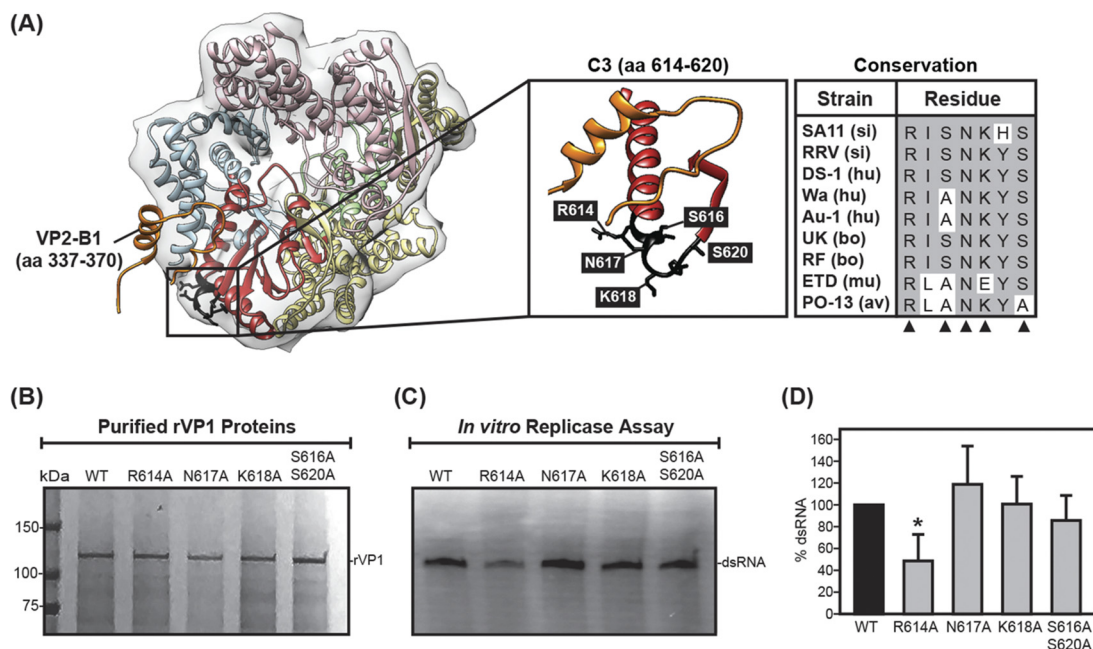 (A)
VP2-B1
(aa 337-370)
C3 (aa 614-620)
R614
S616
N617
S620
K618
Conservation
Strain Residue
SA11 (si) R I S N K H S
RRV (si) R I S N K Y S
DS-1 (hu) R I S N K Y S
Wa (hu) R I A N K Y S
Au-1 (hu) R I A N K Y S
UK (bo) R I S N K Y S
RF (bo) R I S N K Y S
ETD (mu) R L A N E Y S
PO-13 (av) R L A N K Y A
(B)
Purified rVP1 Proteins
kDa WT R614A N617A K618A S616A
S620A
150
100
75
rVP1
(C)
In vitro Replicase Assay
WT R614A N617A K618A S616A
S620A
dsRNA
(D)
% dsRNA
160
140
120
100
80
60
40
20
0
*
WT R614A N617A K618A S616A
S620A